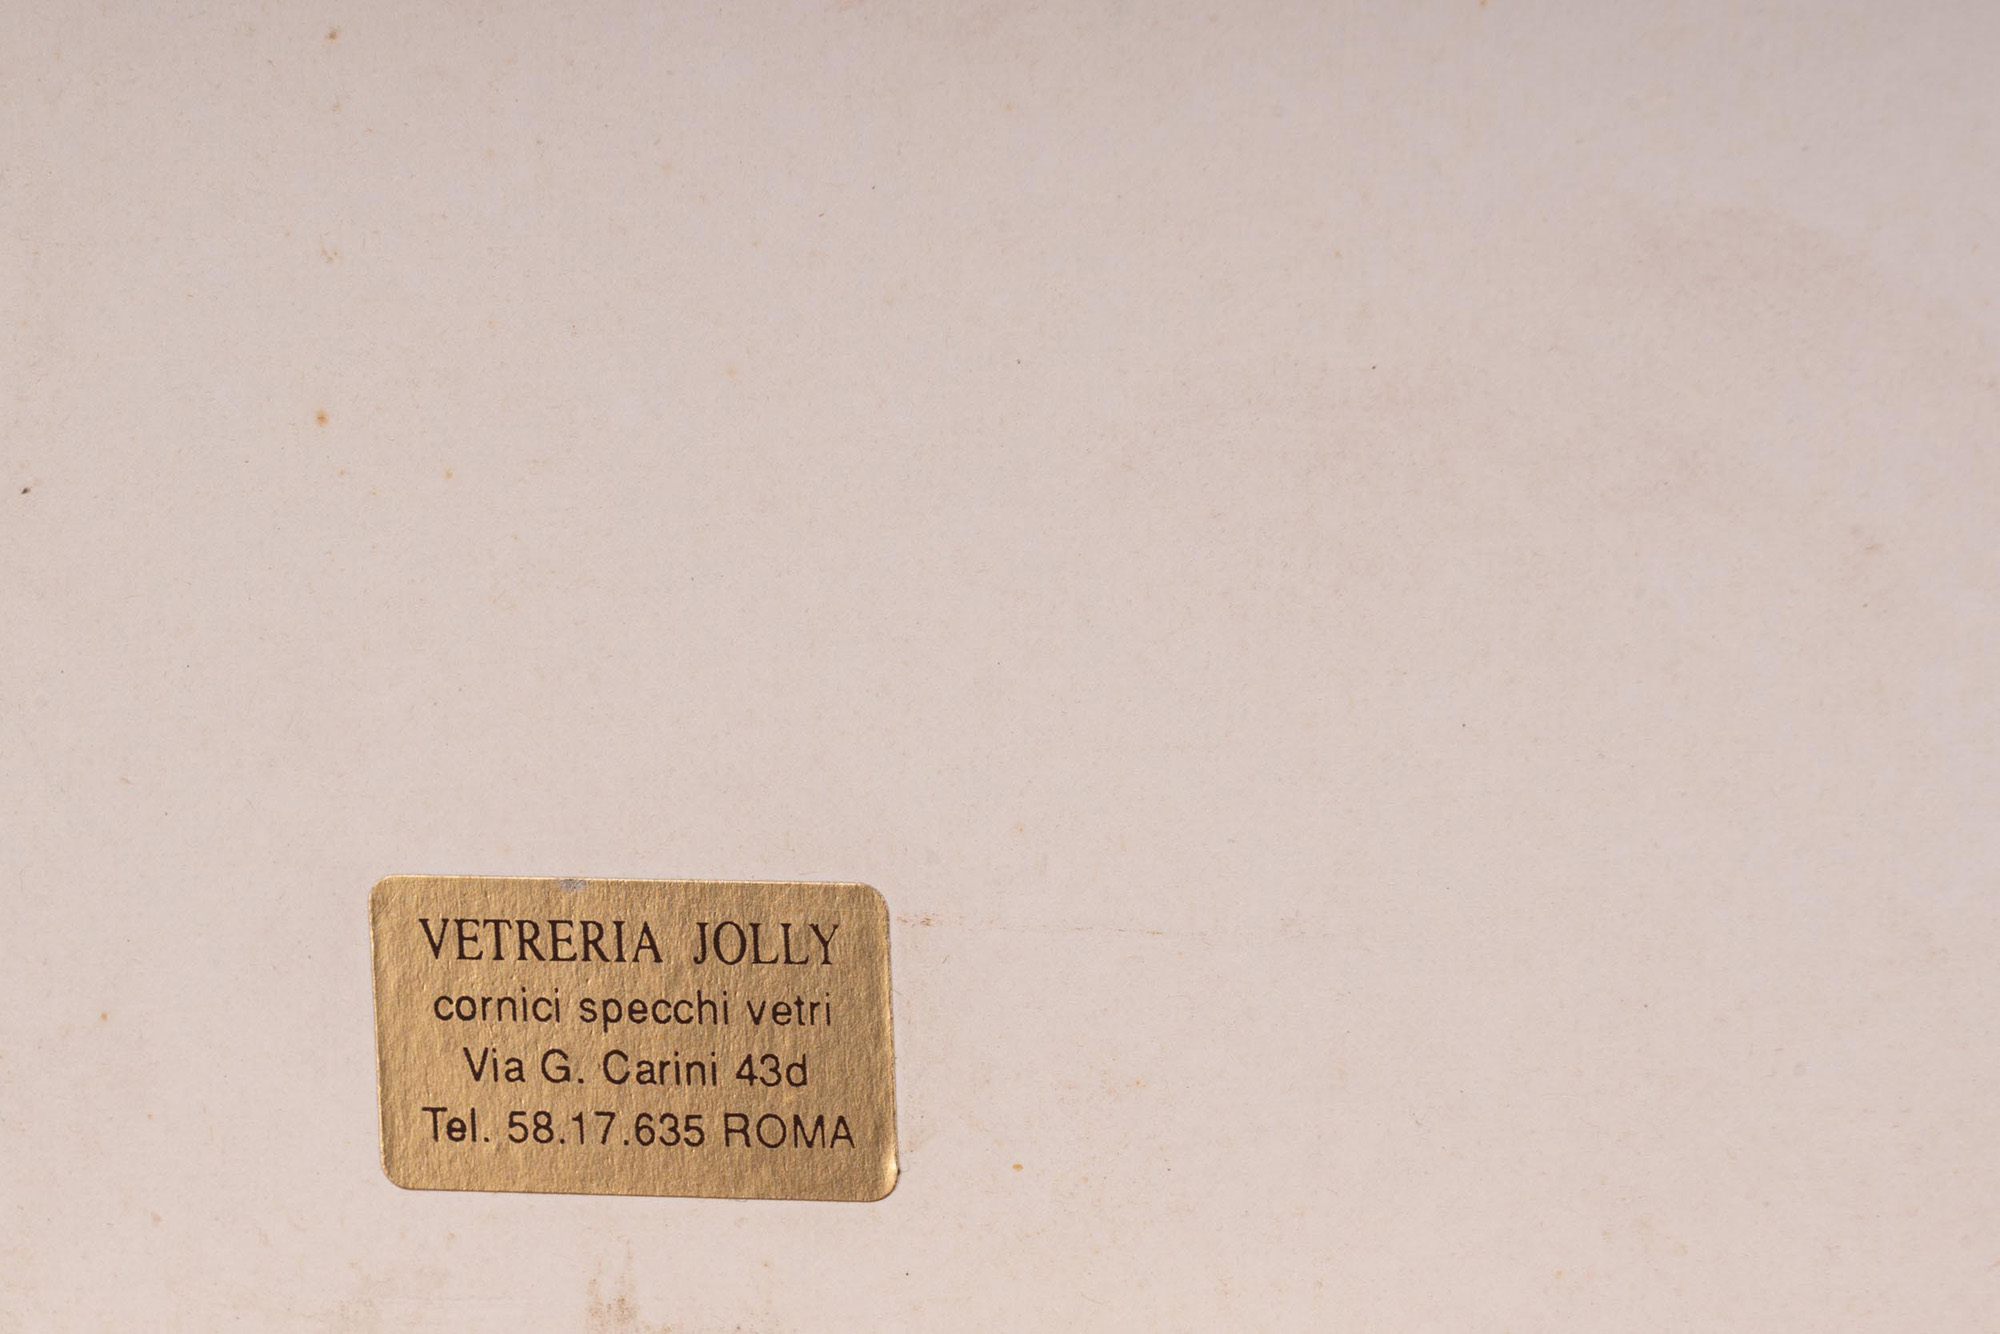 VETRERIA JOLLY
cornici specchi vetri
Via G. Carini 43d
Tel. 58.17.635 ROMA